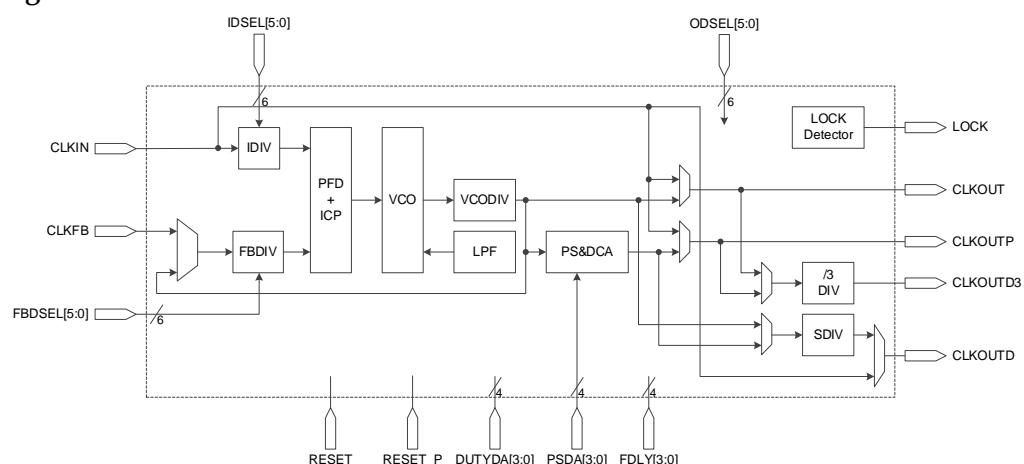 IDSEL[5:0]
ODSEL[5:0]
6
6
CLKIN
IDIV
LOCK
Detector
LOCK
PFD
+
ICP
VCO
VCODIV
CLKOUT
CLKFB
FBDIV
LPF
PS&DCA
CLKOUTP
/3
DIV
CLKOUTD3
FBDSEL[5:0]
6
SDIV
CLKOUTD
4
4
4
RESET
RESET_P
DUTYDA[3:0]
PSDA[3:0]
FDLY[3:0]